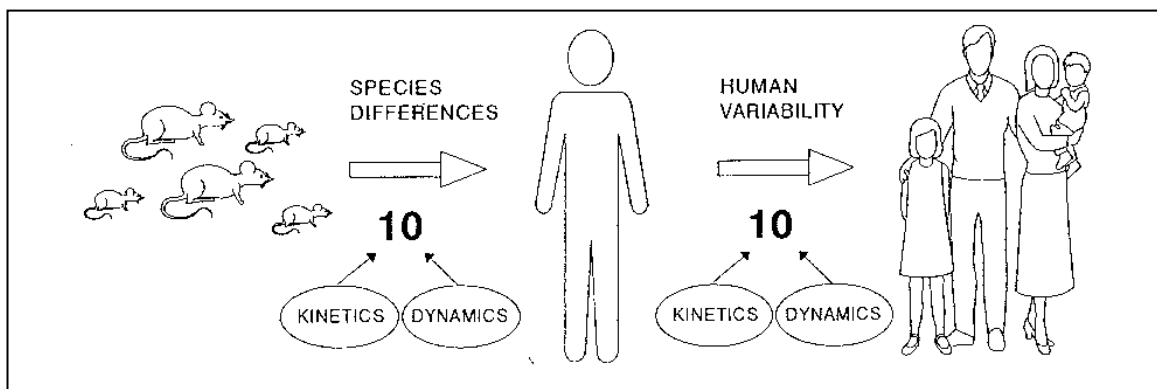 SPECIES
DIFFERENCES
10
KINETICS
DYNAMICS
HUMAN
VARIABILITY
10
KINETICS
DYNAMICS